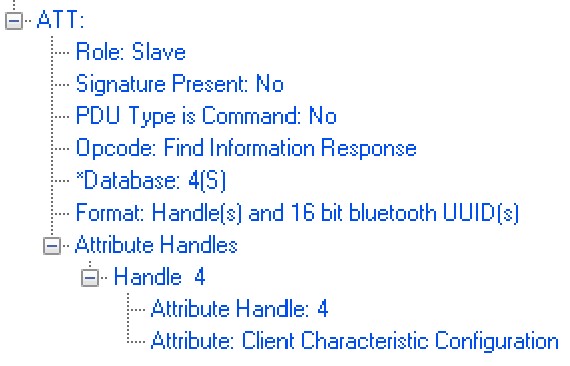 ATT:
Role: Slave
Signature Present: No
PDU Type is Command: No
Opcode: Find Information Response
*Database: 4(S)
Format: Handle(s) and 16 bit bluetooth UUID(s)
Attribute Handles
Handle 4
Attribute Handle: 4
Attribute: Client Characteristic Configuration